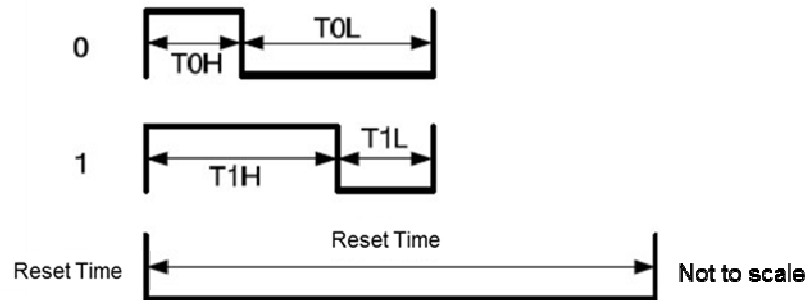 0
T0H
T0L
1
T1H
T1L
Reset Time
Reset Time
Not to scale